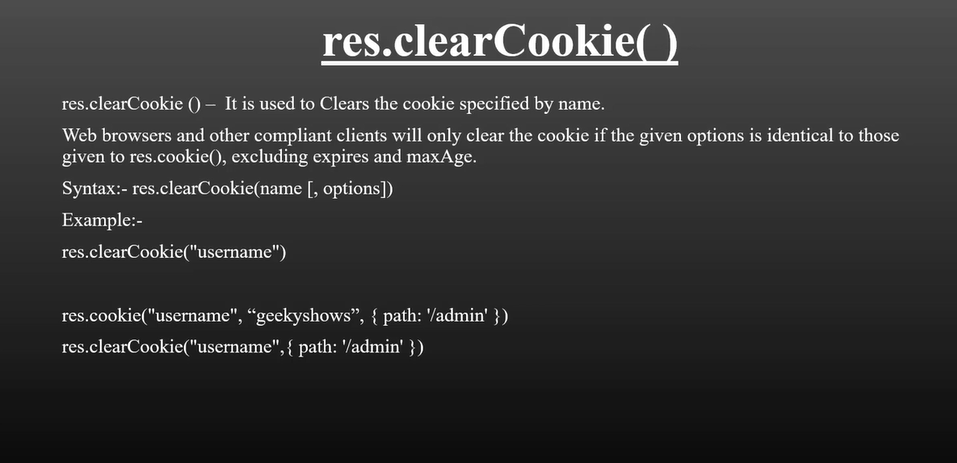 res.clearCookie( )
res.clearCookie () –  It is used to Clears the cookie specified by name.
Web browsers and other compliant clients will only clear the cookie if the given options is identical to those
given to res.cookie(), excluding expires and maxAge.
Syntax:- res.clearCookie(name [, options])
Example:-
res.clearCookie("username")
res.cookie("username", “geekyshows”, { path: '/admin' })
res.clearCookie("username",{ path: '/admin' })